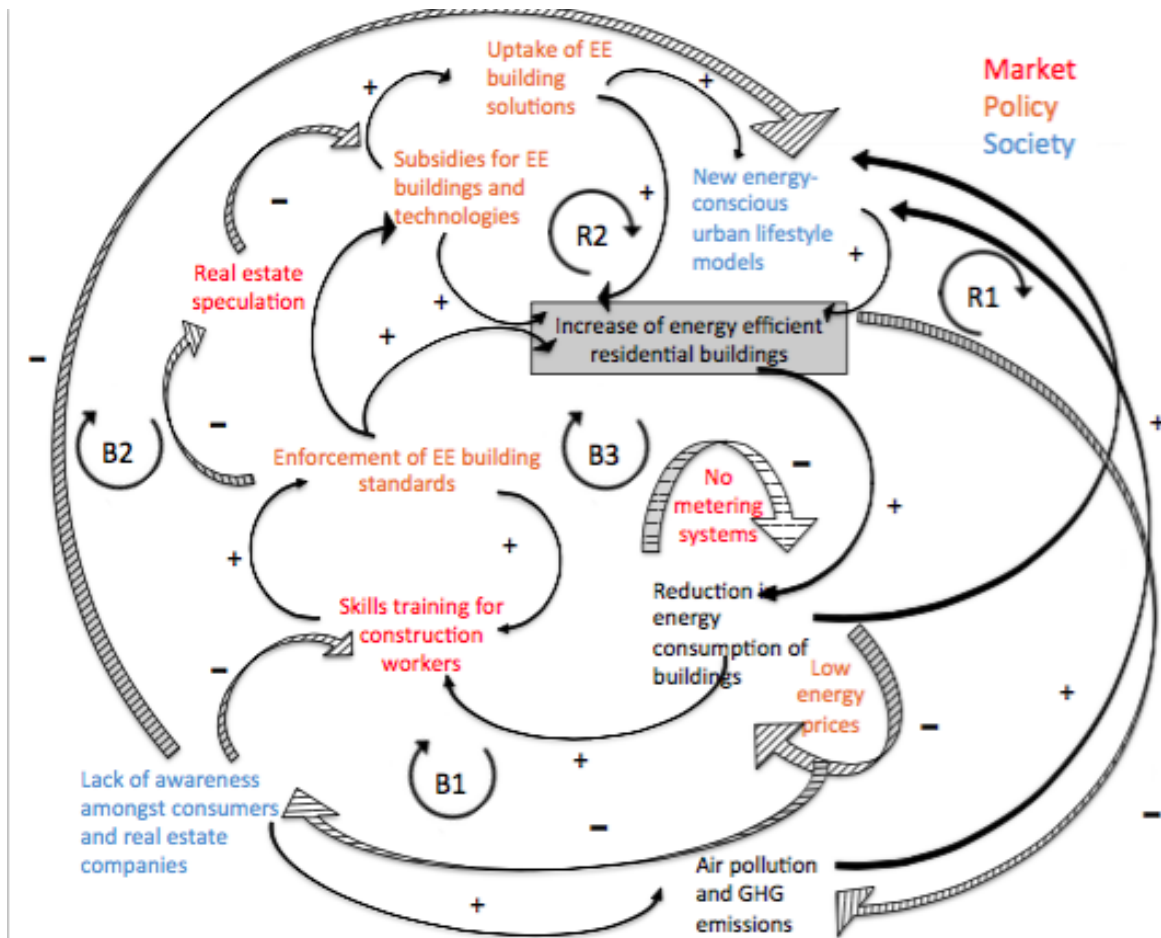 Uptake of EE
building
solutions
Market
Policy
Society
+
+
Subsidies for EE
buildings and
technologies
New energy-
conscious
urban lifestyle
models
+
-
R2
+
R1
Real estate
speculation
+
+
Increase of energy efficient
residential buildings
-
-
B2
B3
+
Enforcement of EE building
standards
No
metering
systems
-
+
+
+
Skills training for
construction
workers
Reduction in
energy
consumption of
buildings
-
Low
energy
prices
+
-
+
B1
Lack of awareness
amongst consumers
and real estate
companies
-
-
Air pollution
and GHG
emissions
+